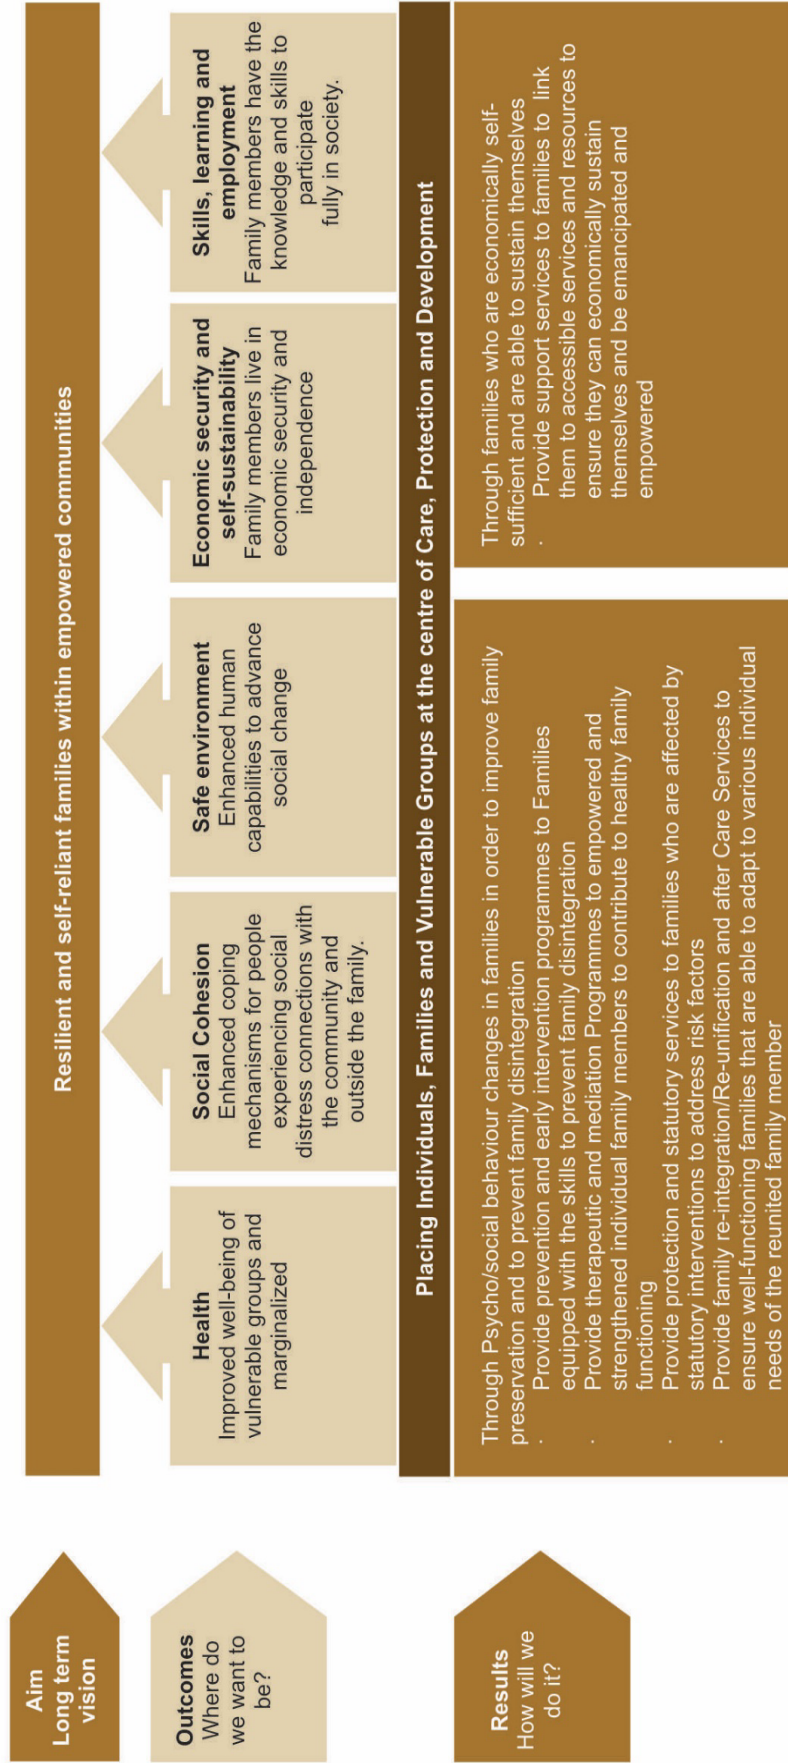 Aim
Long term
vision
Resilient and self-reliant families within empowered communities
Outcomes
Where do
we want to
be?
Health
Improved well-being of
vulnerable groups and
marginalized
Social Cohesion
Enhanced coping
mechanisms for people
experiencing social
distress connections with
the community and
outside the family.
Safe environment
Enhanced human
capabilities to advance
social change
Economic security and
self-sustainability
Family members live in
economic security and
independence
Skills, learning and
employment
Family members have the
knowledge and skills to
participate
fully in society.
Placing Individuals, Families and Vulnerable Groups at the centre of Care, Protection and Development
Results
How will we
do it?
Through Psycho/social behaviour changes in families in order to improve family
preservation and to prevent family disintegration
· Provide prevention and early intervention programmes to Families
equipped with the skills to prevent family disintegration
· Provide therapeutic and mediation Programmes to empowered and
strengthened individual family members to contribute to healthy family
functioning
· Provide protection and statutory services to families who are affected by
statutory interventions to address risk factors
· Provide family re-integration/Re-unification and after Care Services to
ensure well-functioning families that are able to adapt to various individual
needs of the reunited family member
Through families who are economically self-
sufficient and are able to sustain themselves
· Provide support services to families to link
them to accessible services and resources to
ensure they can economically sustain
themselves and be emancipated and
empowered